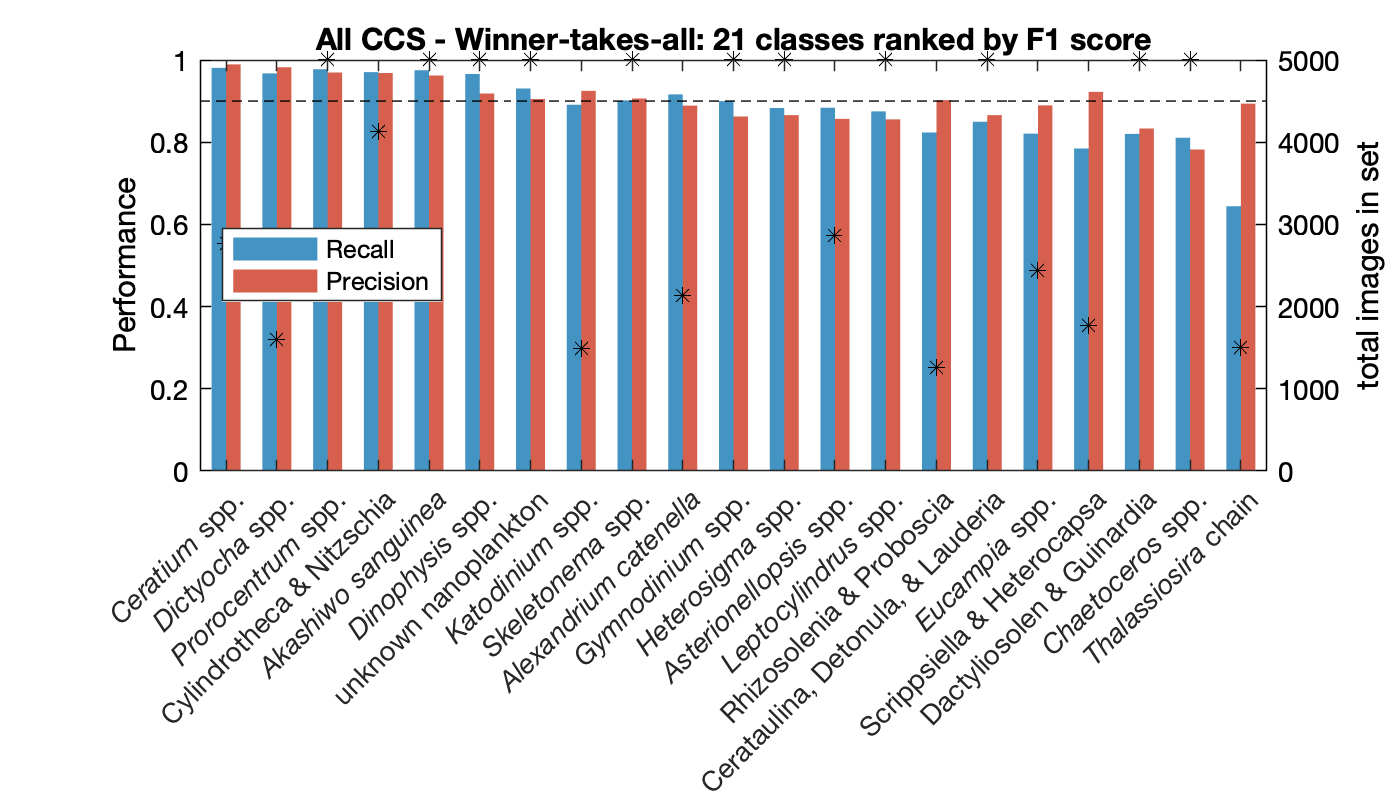 All CCS - Winner-takes-all: 21 classes ranked by F1 score
1
0.8
0.6
0.4
0.2
0
Performance
5000
4000
3000
2000
1000
0
total images in set
Recall
Precision
Ceratium spp.
Dictyocha spp.
Prorocentrum spp.
Cylindrotheca & Nitzschia
Akashiwo sanguinea
Dinophysis spp.
unknown nanoplankton
Katodinium spp.
Skeletonema spp.
Alexandrium catenella
Gymnodinium spp.
Heterosigma spp.
Asterionellopsis spp.
Leptocylindrus spp.
Rhizosolenia & Proboscia
Cerataulina, Detonula, & Lauderia
Eucampia spp.
Scrippsiella & Heterocapsa
Dactyliosolen & Guinardia
Chaetoceros spp.
Thalassiosira chain